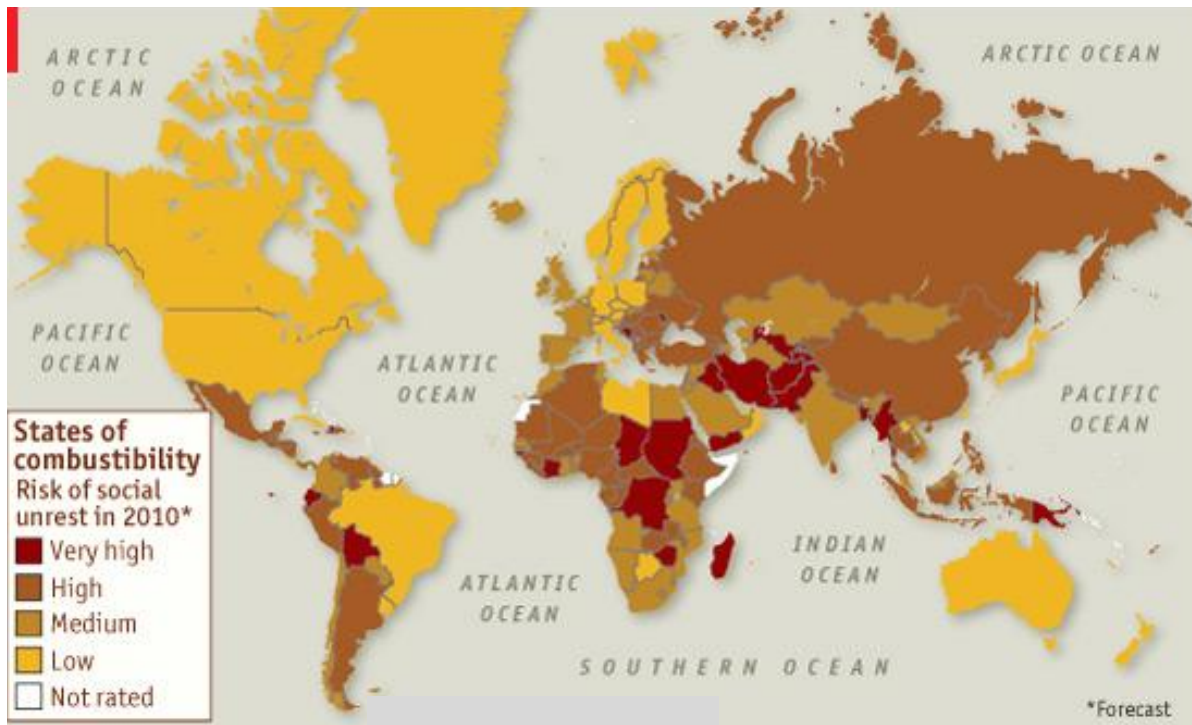 ARCTIC
OCEAN
ARCTIC OCEAN
PACIFIC
OCEAN
ATLANTIC
OCEAN
PACIFIC
OCEAN
States of
combustibility
Risk of social
unrest in 2010*
Very high
High
Medium
Low
Not rated
ATLANTIC
OCEAN
INDIAN
OCEAN
SOUTHERN OCEAN
*Forecast